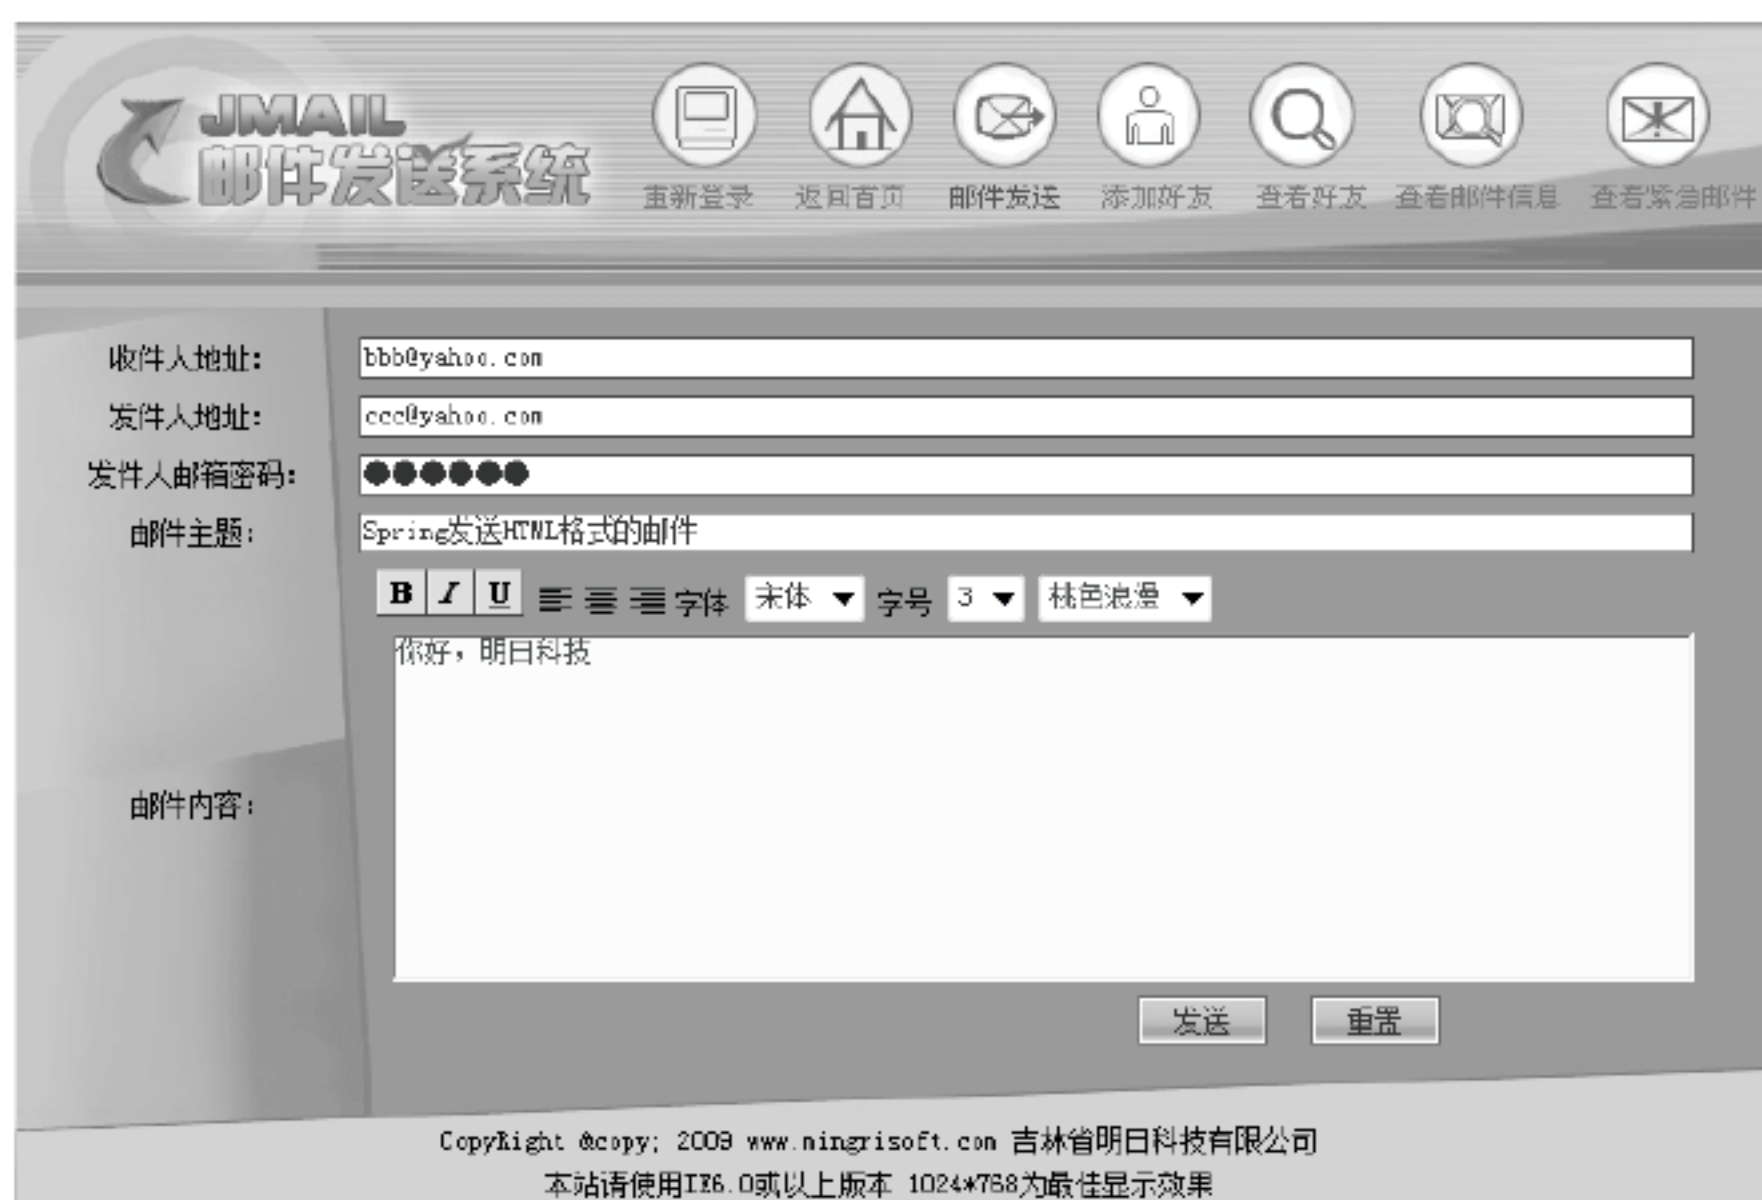 JMAIL
邮件发送系统
重新登录 返回首页 邮件发送 添加好友 查看好友 查看邮件信息 查看紧急邮件
收件人地址: bbb@yahoo.com
发件人地址: ccc@yahoo.com
发件人邮箱密码: ●●●●●●
邮件主题: Spring发送HTML格式的邮件
B I U 字体 宋体 字号 3 桃色浪漫
你好，明日科技
邮件内容:
发送 重置
CopyRight &copy; 2009 www.mingrisoft.com 吉林省明日科技有限公司
本站请使用IE6.0或以上版本 1024*768为最佳显示效果